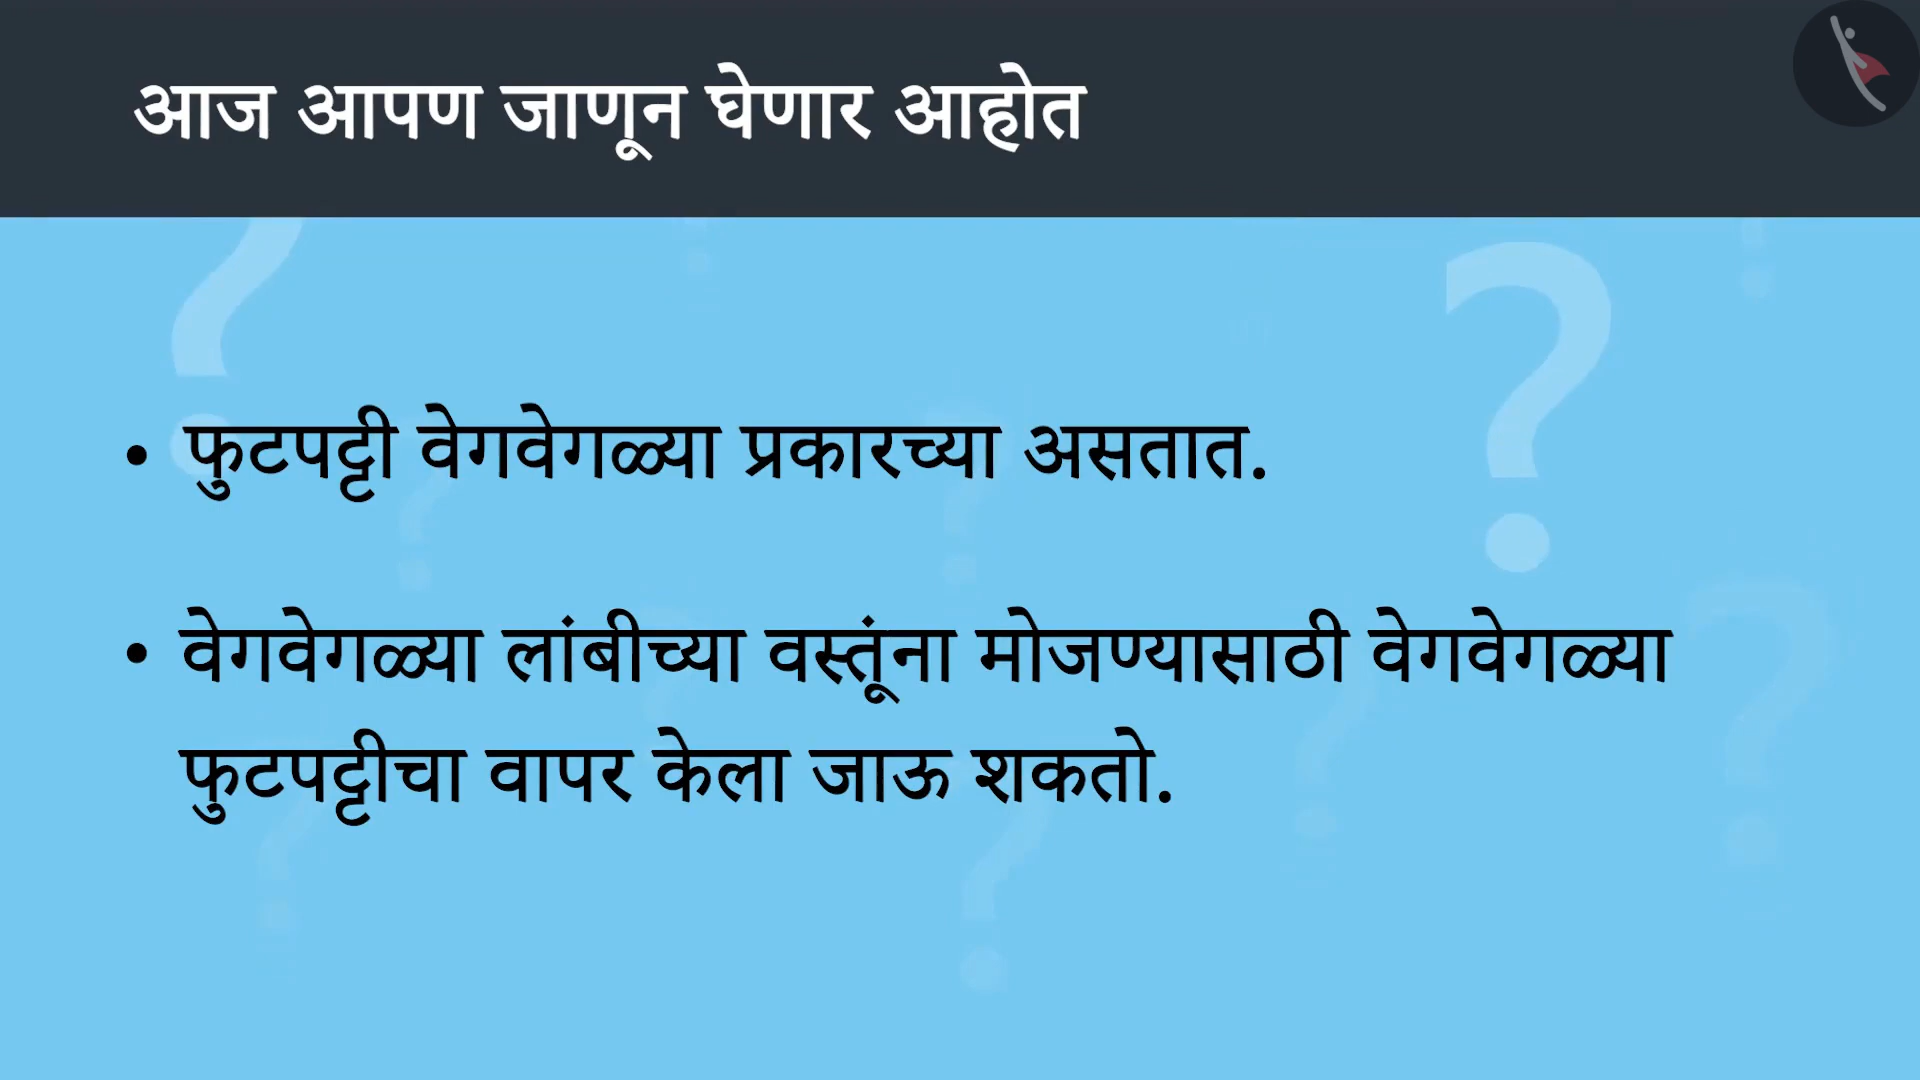 आज आपण जाणून घेणार आहोत
• फुटपट्टी वेगवेगळ्या प्रकारच्या असतात.
• वेगवेगळ्या लांबीच्या वस्तूंना मोजण्यासाठी वेगवेगळ्या
फुटपट्टीचा वापर केला जाऊ शकतो.